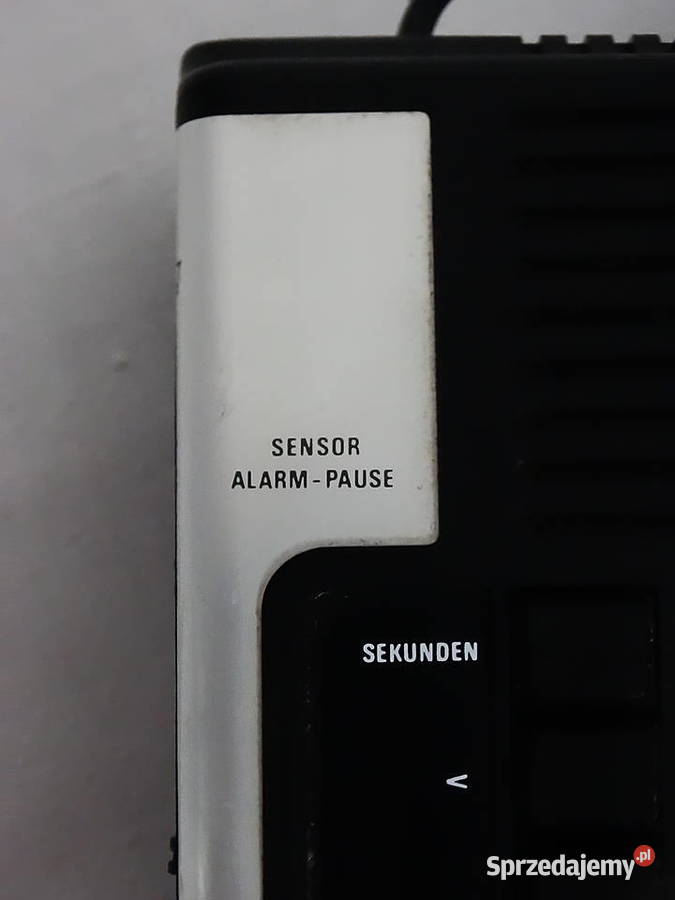 SENSOR
ALARM-PAUSE
SEKUNDEN
<
Sprzedajemy.pl